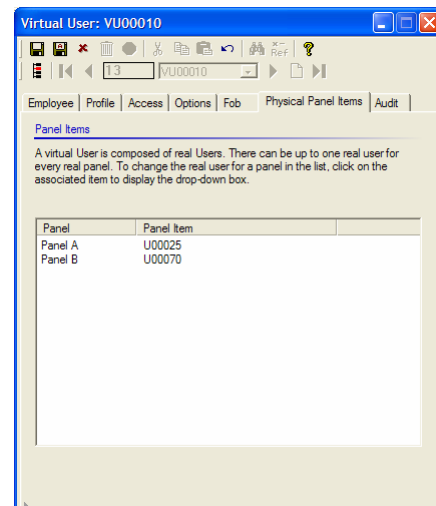 Virtual User: VU00010
x=
Ref
13 VU00010
Employee Profile Access Options Fob Physical Panel Items Audit
Panel Items
A virtual User is composed of real Users. There can be up to one real user for
every real panel. To change the real user for a panel in the list, click on the
associated item to display the drop-down box.
Panel Panel Item
Panel A U00025
Panel B U00070